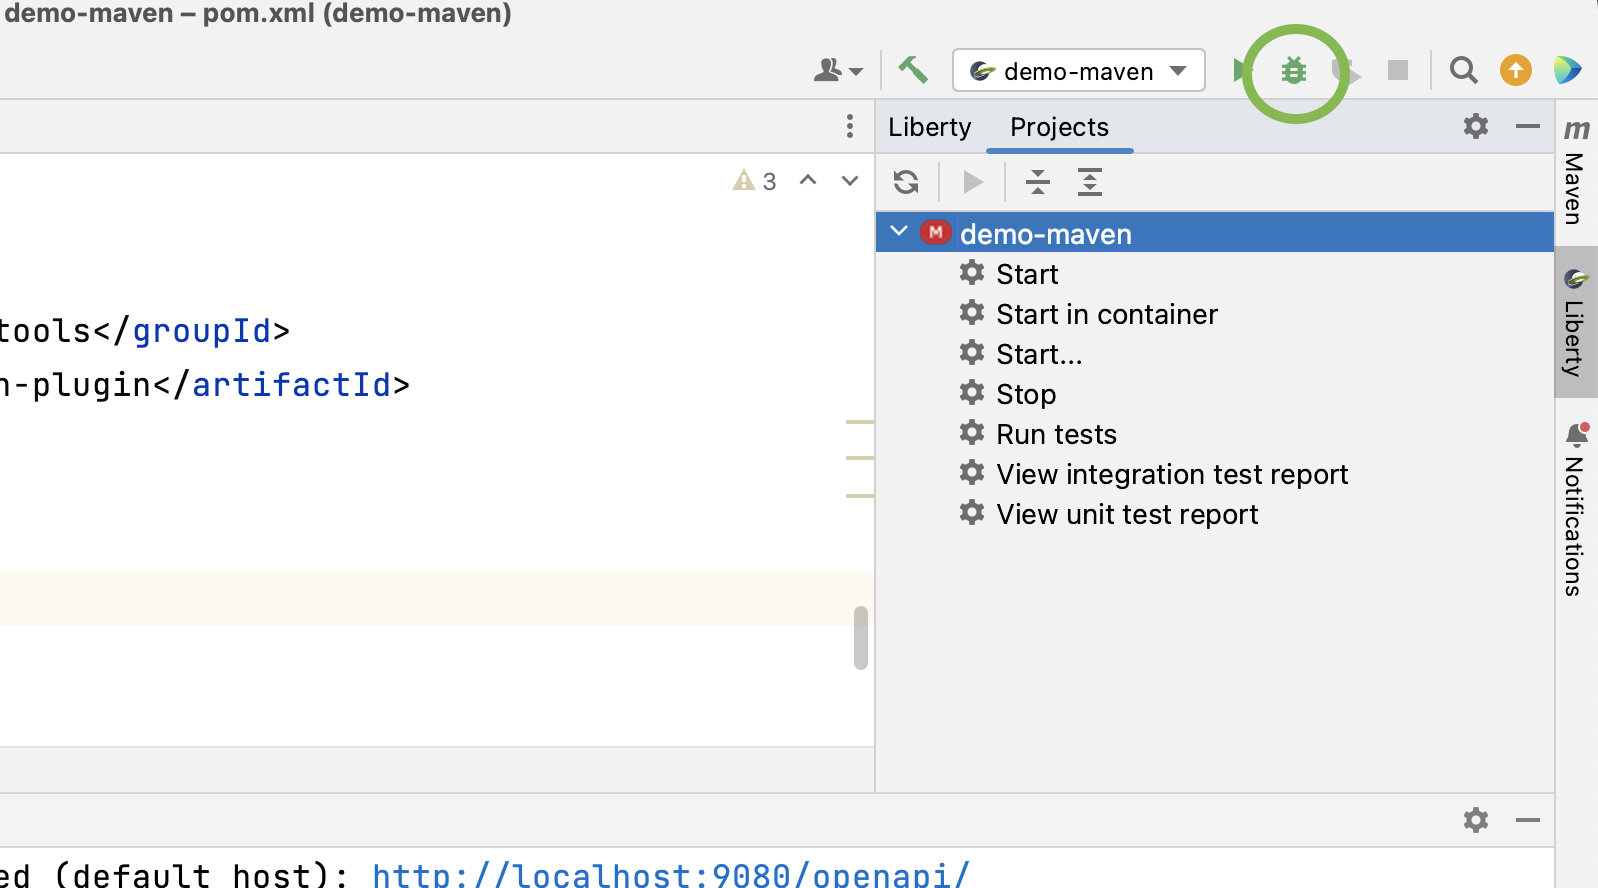 demo-maven – pom.xml (demo-maven)
demo-maven
Liberty Projects
3
demo-maven
Start
Start in container
Start...
Stop
Run tests
View integration test report
View unit test report
tools</groupId>
n-plugin</artifactId>
m Maven
Liberty
Notifications
ed (default host): http://localhost:9080/openapi/